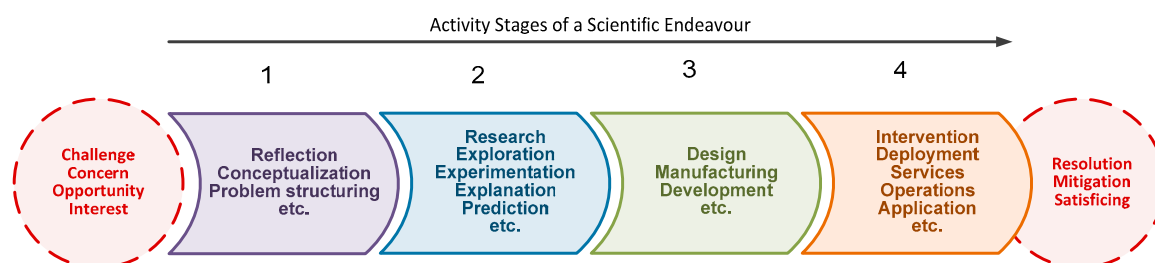 Activity Stages of a Scientific Endeavour
1
2
3
4
Challenge
Concern
Opportunity
Interest
Reflection
Conceptualization
Problem structuring
etc.
Research
Exploration
Experimentation
Explanation
Prediction
etc.
Design
Manufacturing
Development
etc.
Intervention
Deployment
Services
Operations
Application
etc.
Resolution
Mitigation
Satisficing